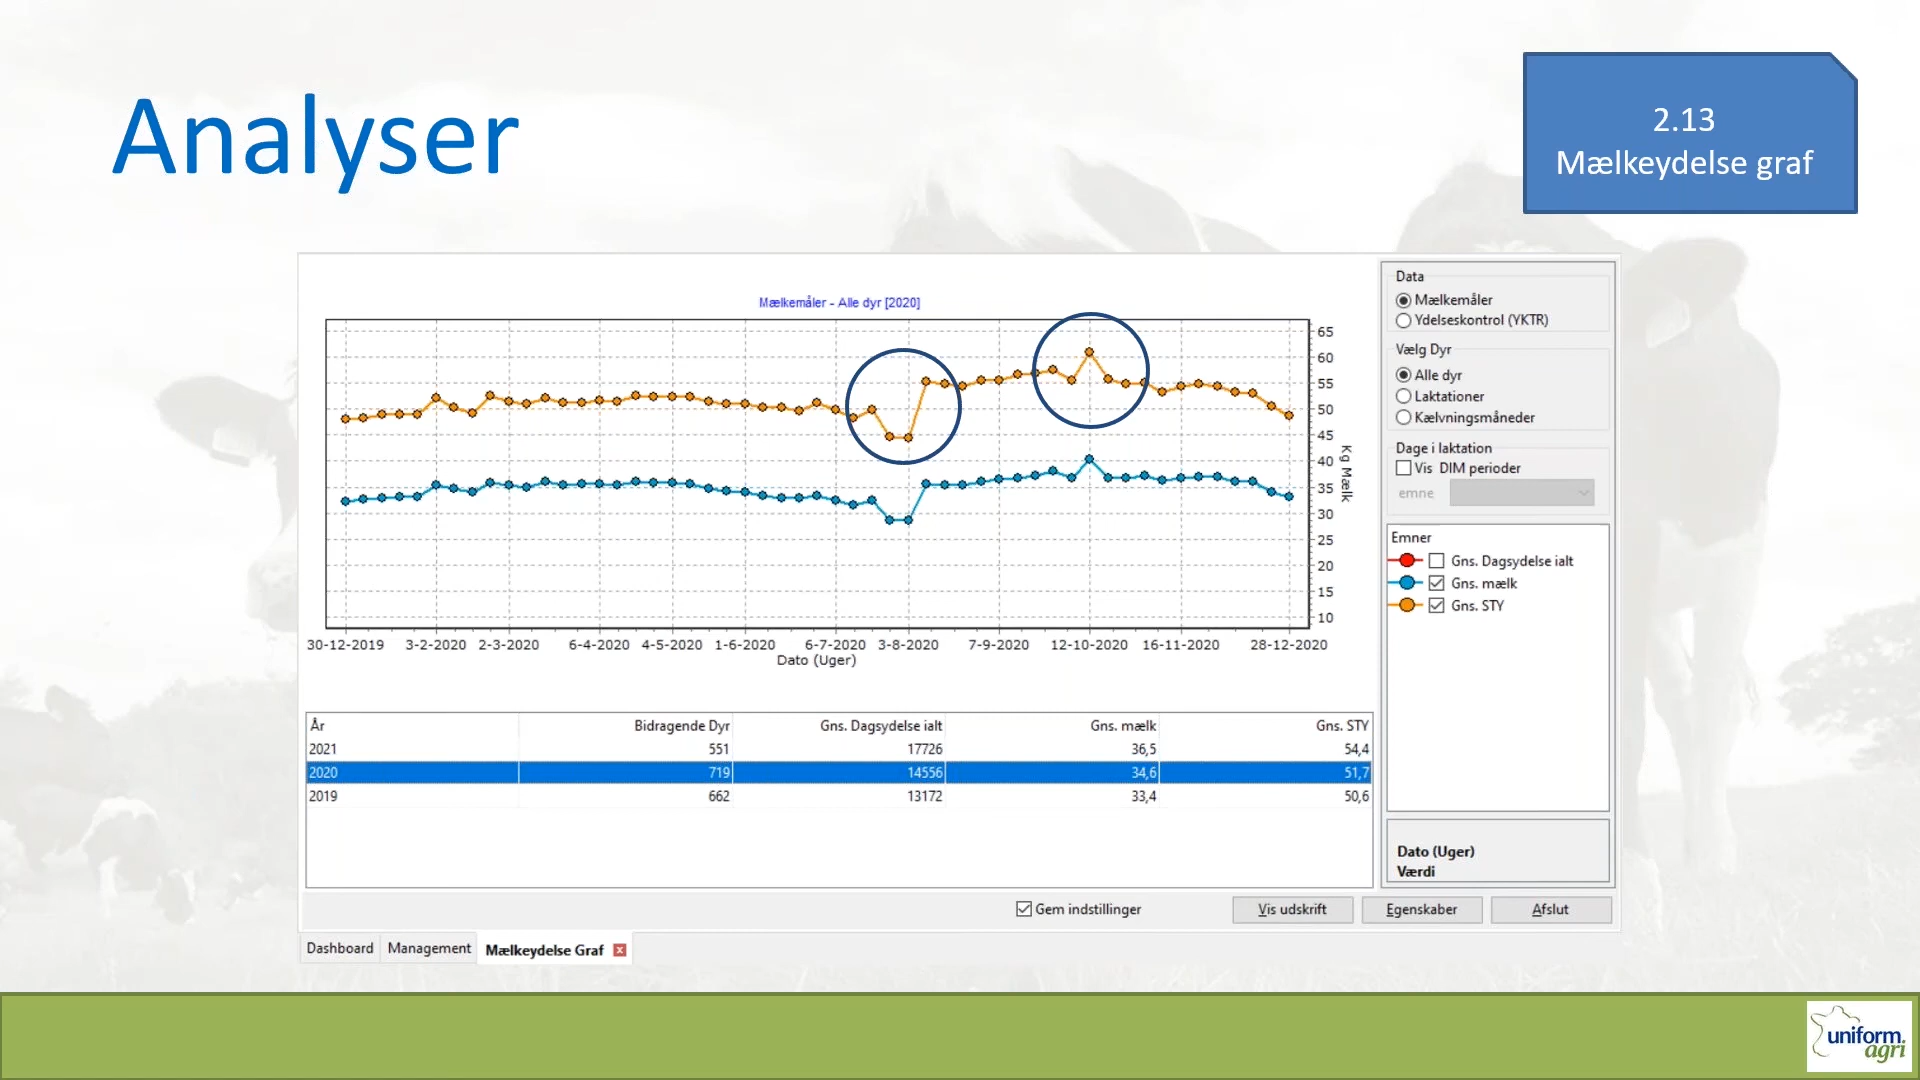 Analyser
2.13
Mælkeydelse graf
Mælkemåler - Alle dyr [2020]
65
60
55
50
45
40
35
30
25
20
15
10
Kg Mælk
30-12-2019 3-2-2020 2-3-2020 6-4-2020 4-5-2020 1-6-2020 6-7-2020 3-8-2020 7-9-2020 12-10-2020 16-11-2020 28-12-2020
Dato (Uger)
Data
Mælkemåler
Ydelseskontrol (YKTR)
Vælg Dyr
Alle dyr
Laktationer
Kælvningsmåneder
Dage i laktation
Vis DIM perioder
emne
Emner
Gns. Dagsydelse ialt
Gns. mælk
Gns. STY
Dato (Uger)
Værdi
År Bidragende Dyr Gns. Dagsydelse ialt Gns. mælk Gns. STY
2021 551 17726 36,5 54,4
2020 719 14556 34,6 51,7
2019 662 13172 33,4 50,6
Gem indstillinger Vis udskrift Egenskaber Afslut
Dashboard Management Mælkeydelse Graf
uniform
agri